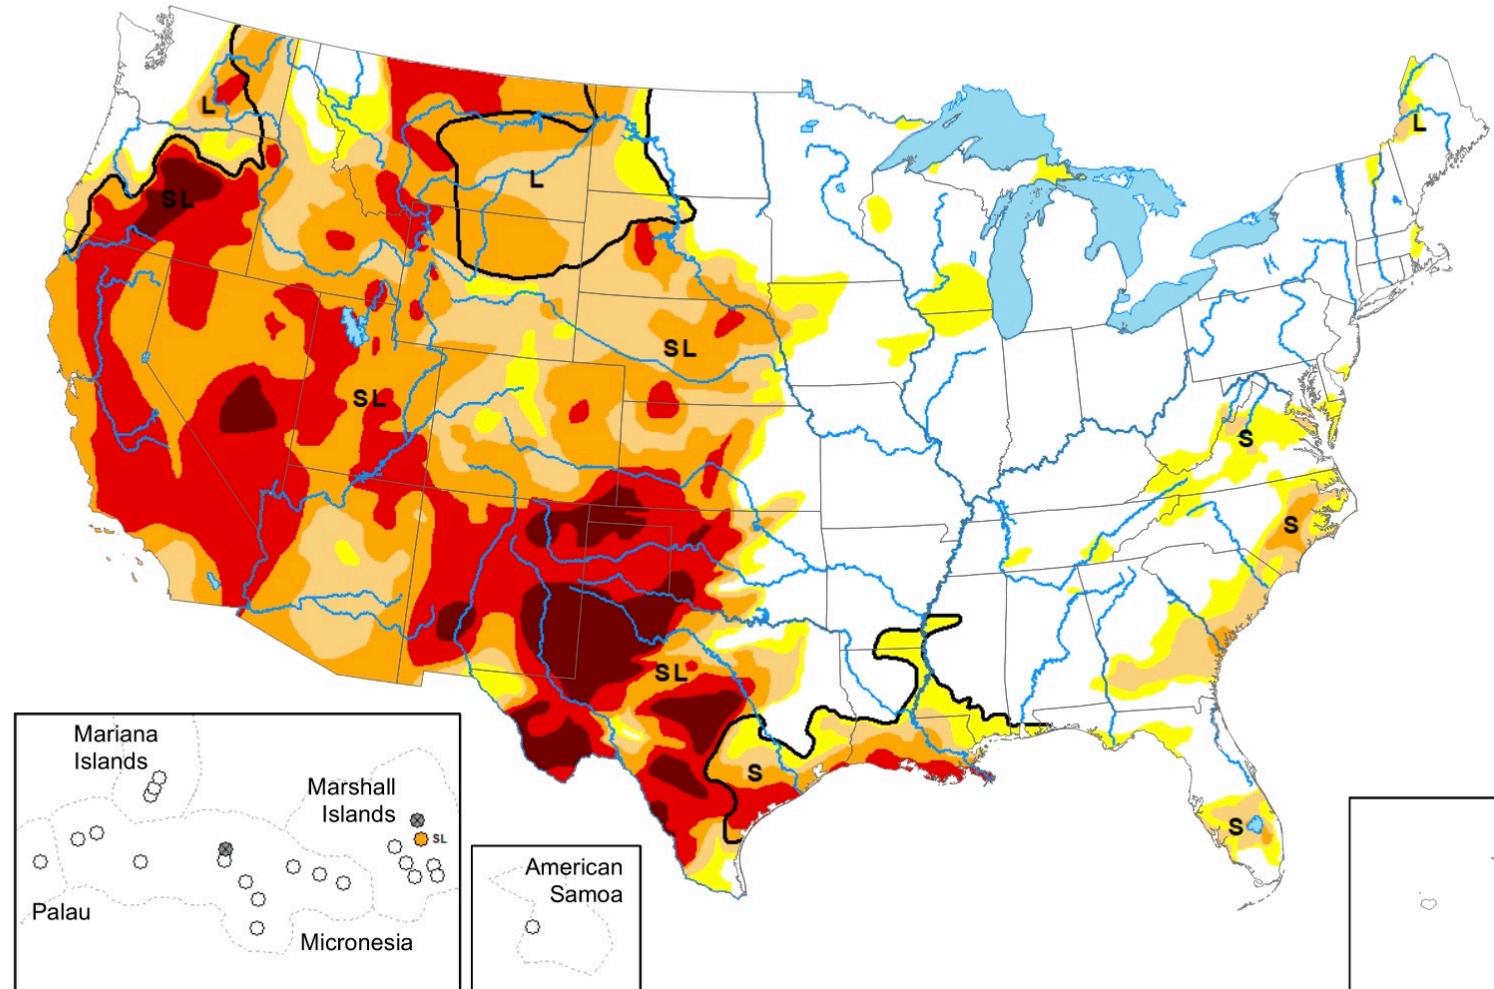 L
L
L
SL
SL
SL
S
S
SL
S
S
Mariana
Islands
Marshall
Islands
SL
Palau
Micronesia
American
Samoa